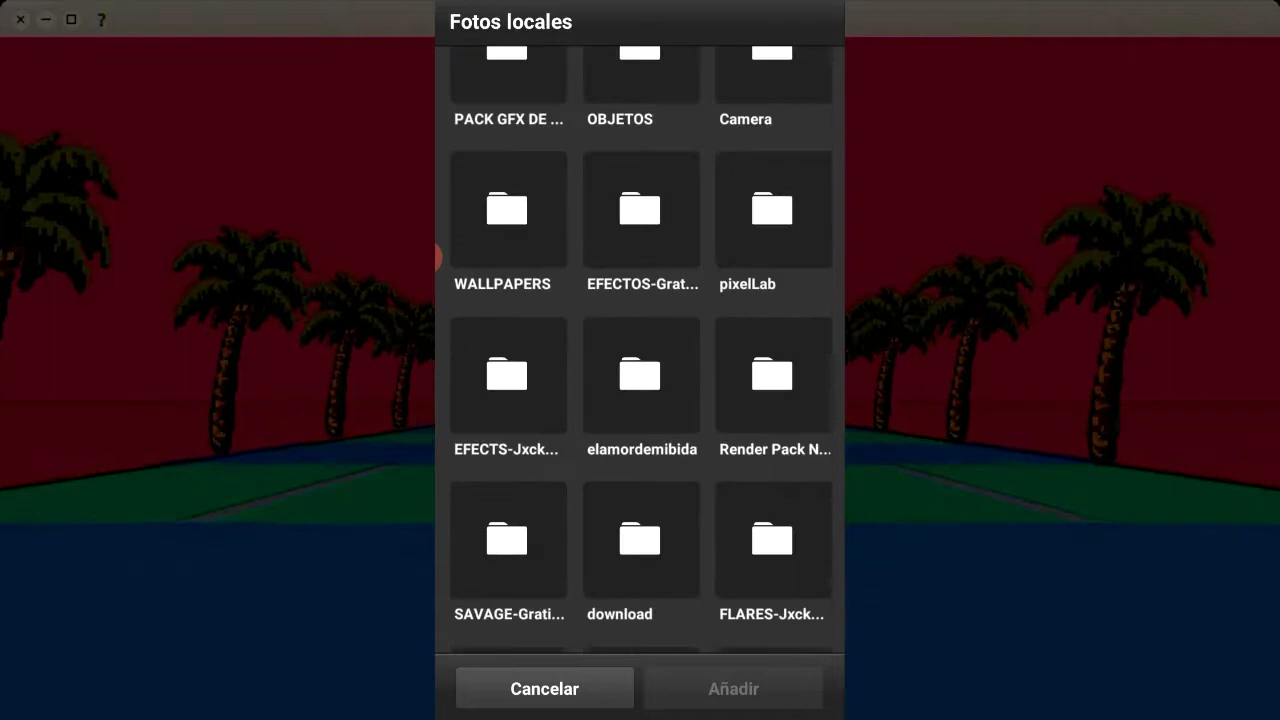 ?
Fotos locales
PACK GFX DE ...
OBJETOS
Camera
WALLPAPERS
EFECTOS-Grat...
pixelLab
EFECTS-Jxck...
elamordemibida
Render Pack N...
SAVAGE-Grati...
download
FLARES-Jxck...
Cancelar
Añadir